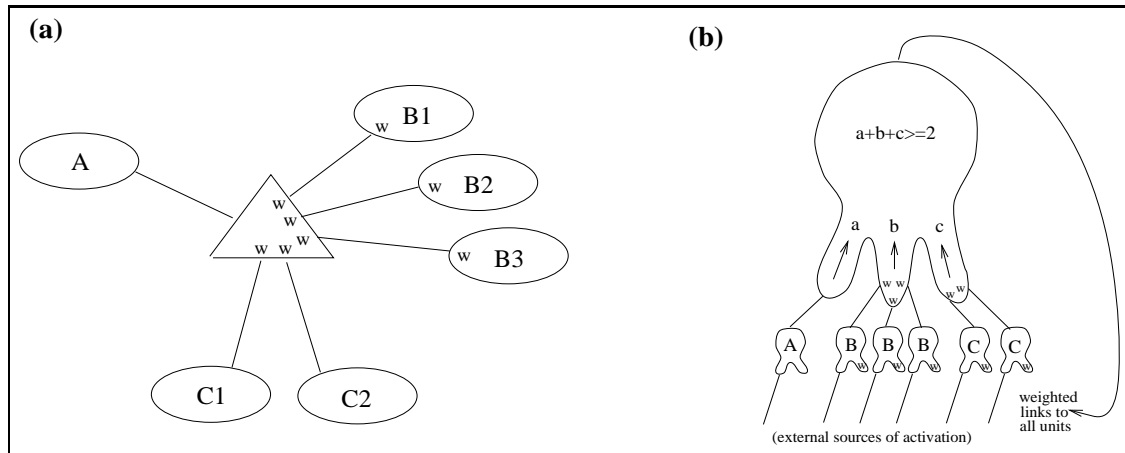 (a)
A
w B1
w B2
w B3
w
w
w w w
C1
C2
(b)
a+b+c>=2
a b c
w w
w
w w
A B B B C C
w w w w w
(external sources of activation)
weighted
links to
all units